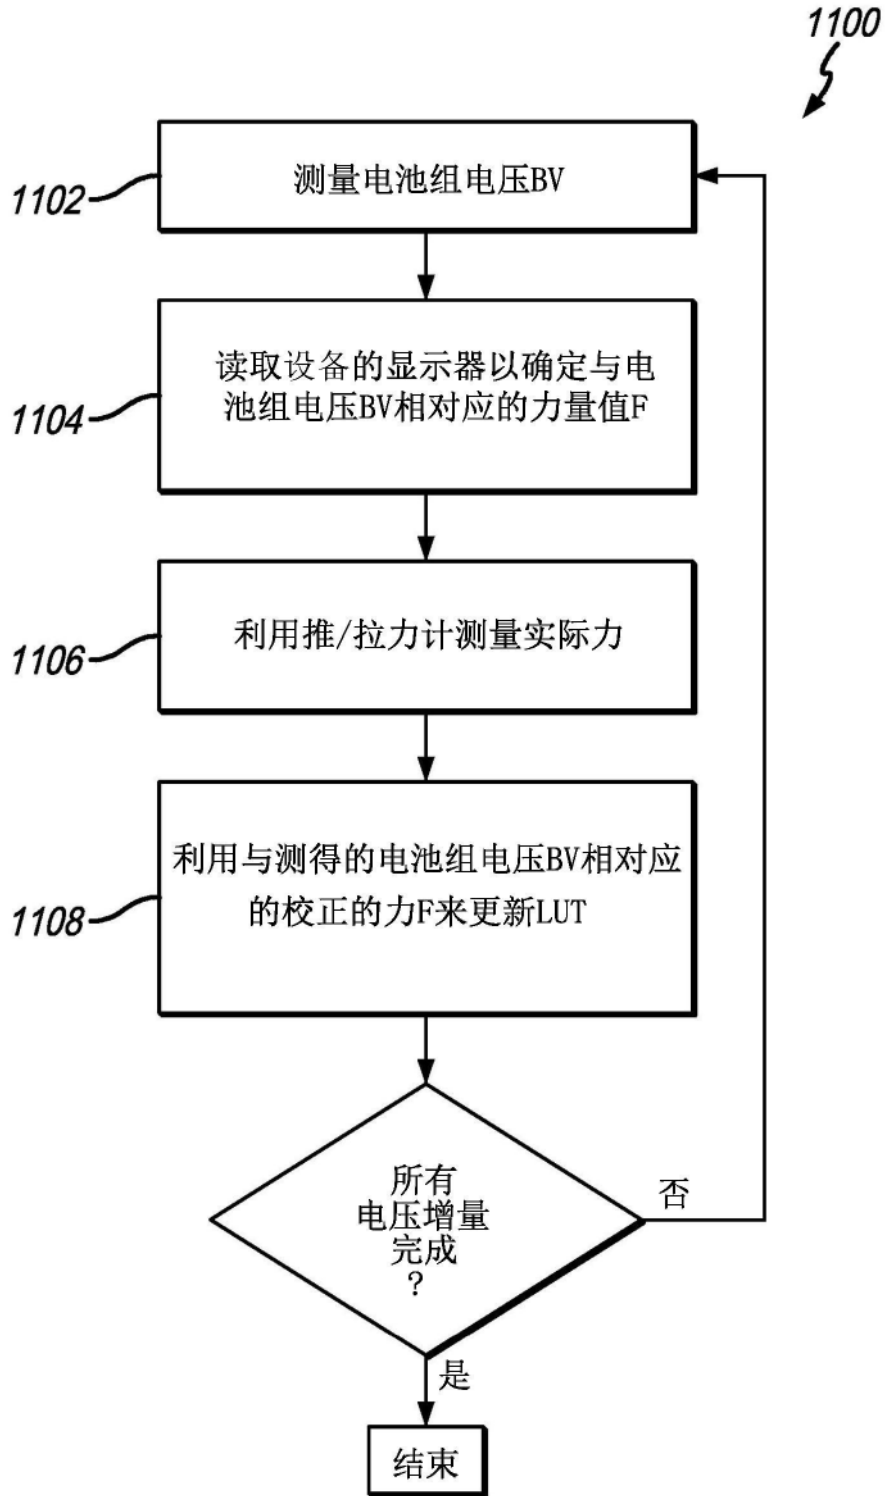 1100
1102
测量电池组电压BV
1104
读取设备的显示器以确定与电
池组电压BV相对应的力量值F
1106
利用推/拉力计测量实际力
1108
利用与测得的电池组电压BV相对应
的校正的力F来更新LUT
所有
电压增量
完成
?
否
是
结束